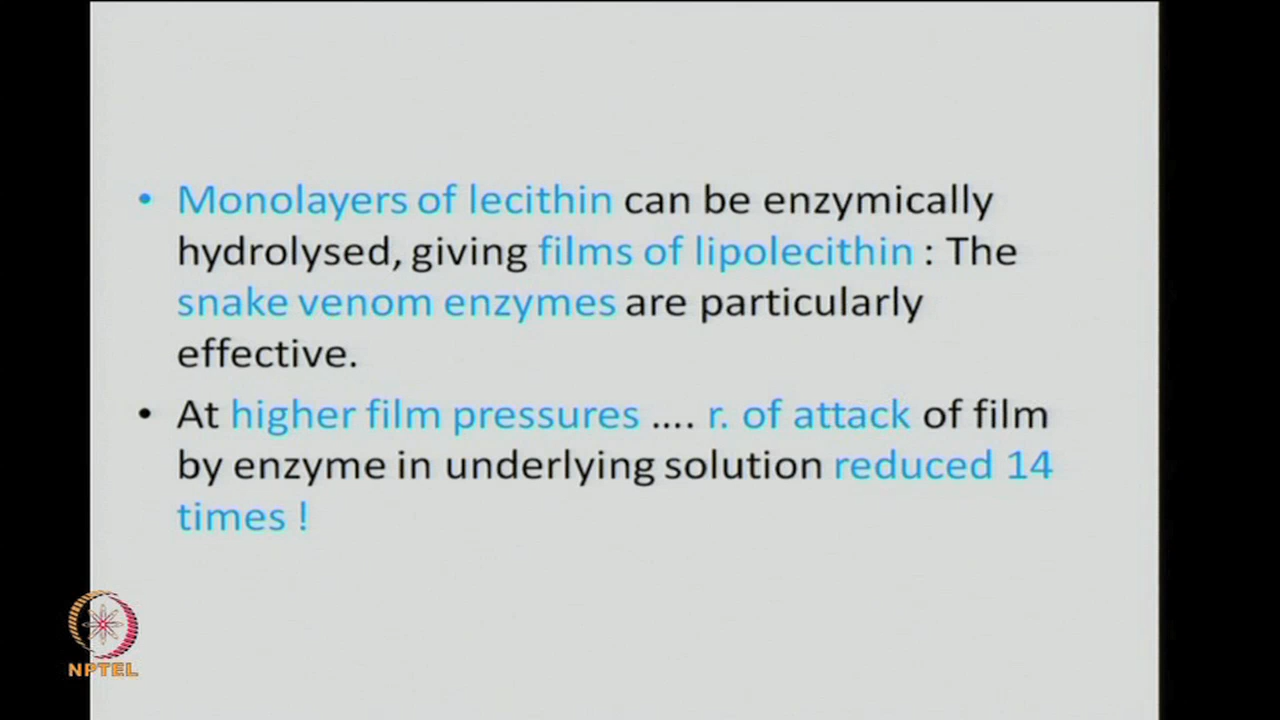 • Monolayers of lecithin can be enzymically
hydrolysed, giving films of lipolecithin : The
snake venom enzymes are particularly
effective.
• At higher film pressures .... r. of attack of film
by enzyme in underlying solution reduced 14
times !
NPTEL